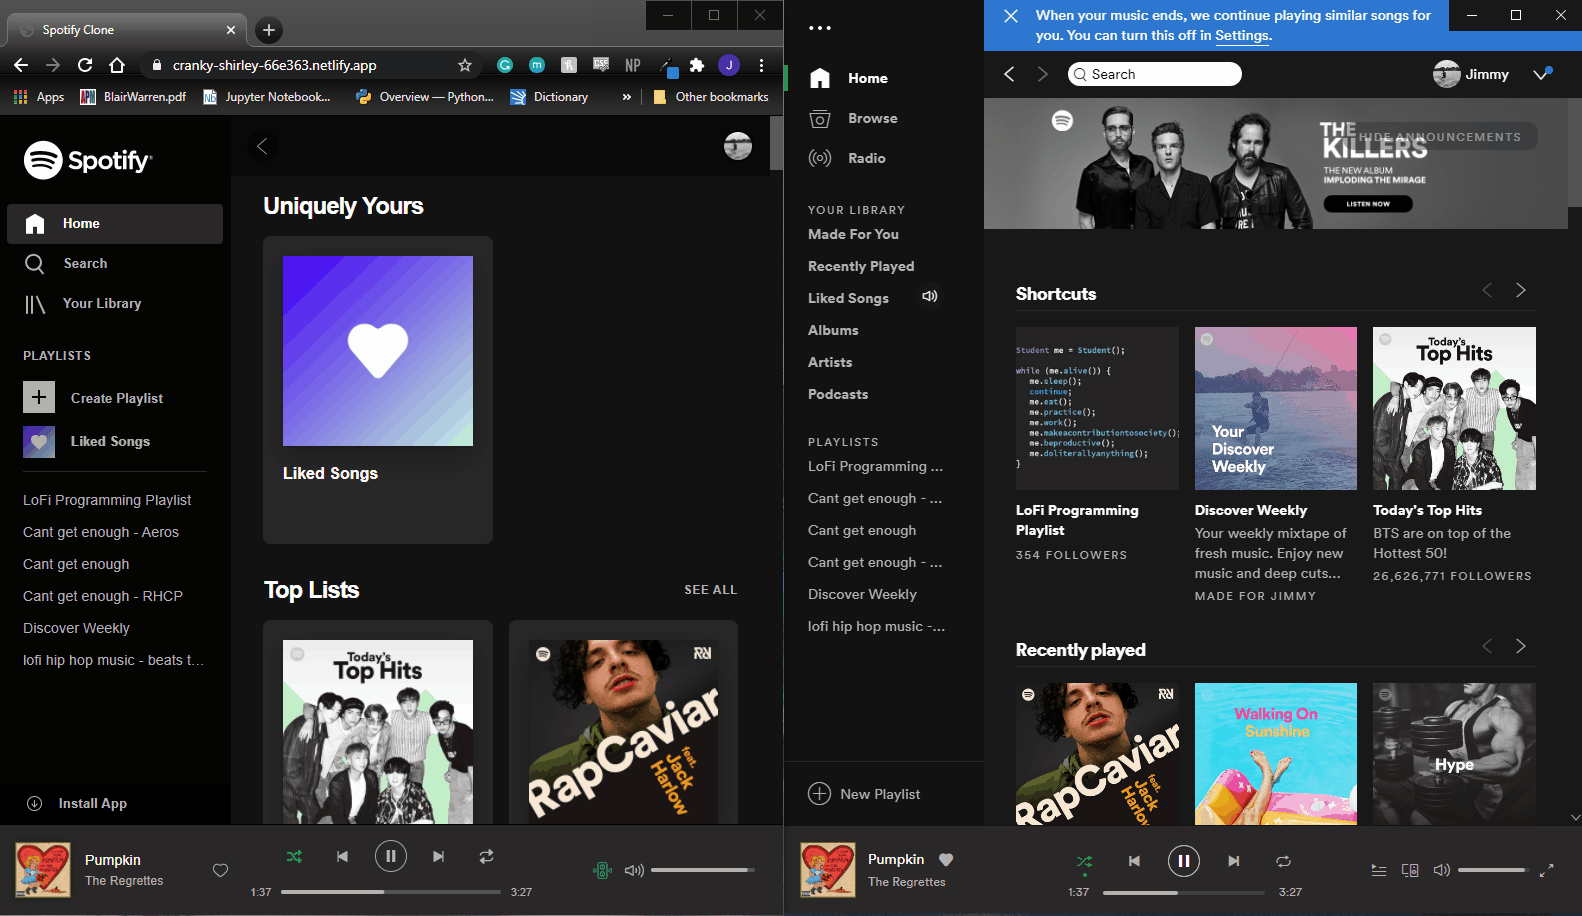 Spotify Clone
cranky-shirley-66e363.netlify.app
Apps
BlairWarren.pdf
Jupyter Notebook...
Overview — Python...
Dictionary
»
Other bookmarks
Spotify
Home
Search
Your Library
PLAYLISTS
Create Playlist
Liked Songs
LoFi Programming Playlist
Cant get enough - Aeros
Cant get enough
Cant get enough - RHCP
Discover Weekly
lofi hip hop music - beats t...
Install App
Uniquely Yours
Liked Songs
Top Lists
SEE ALL
Today's
Top Hits
RapCaviar
feat.
Jack
Harlow
Pumpkin
The Regrettes
1:37
3:27
When your music ends, we continue playing similar songs for
you. You can turn this off in Settings.
Home
Browse
Radio
YOUR LIBRARY
Made For You
Recently Played
Liked Songs
Albums
Artists
Podcasts
PLAYLISTS
LoFi Programming ...
Cant get enough - ...
Cant get enough
Cant get enough - ...
Discover Weekly
lofi hip hop music -...
New Playlist
Search
Jimmy
HIDE ANNOUNCEMENTS
THE
KILLERS
THE NEW ALBUM
IMPLODING THE MIRAGE
LISTEN NOW
Shortcuts
Student me = Student();
while (me.alive()) {
me.sleep();
continue;
me.eat();
me.practice();
me.work();
me.makeacontributiontosociety();
me.beproductive();
me.doliterallyanything();
}
LoFi Programming
Playlist
354 FOLLOWERS
Your
Discover
Weekly
Discover Weekly
Your weekly mixtape of
fresh music. Enjoy new
music and deep cuts...
MADE FOR JIMMY
Today's
Top Hits
Today's Top Hits
BTS are on top of the
Hottest 50!
26,626,771 FOLLOWERS
Recently played
RapCaviar
feat.
Jack
Harlow
Walking On
Sunshine
Hype
Pumpkin
The Regrettes
1:37
3:27